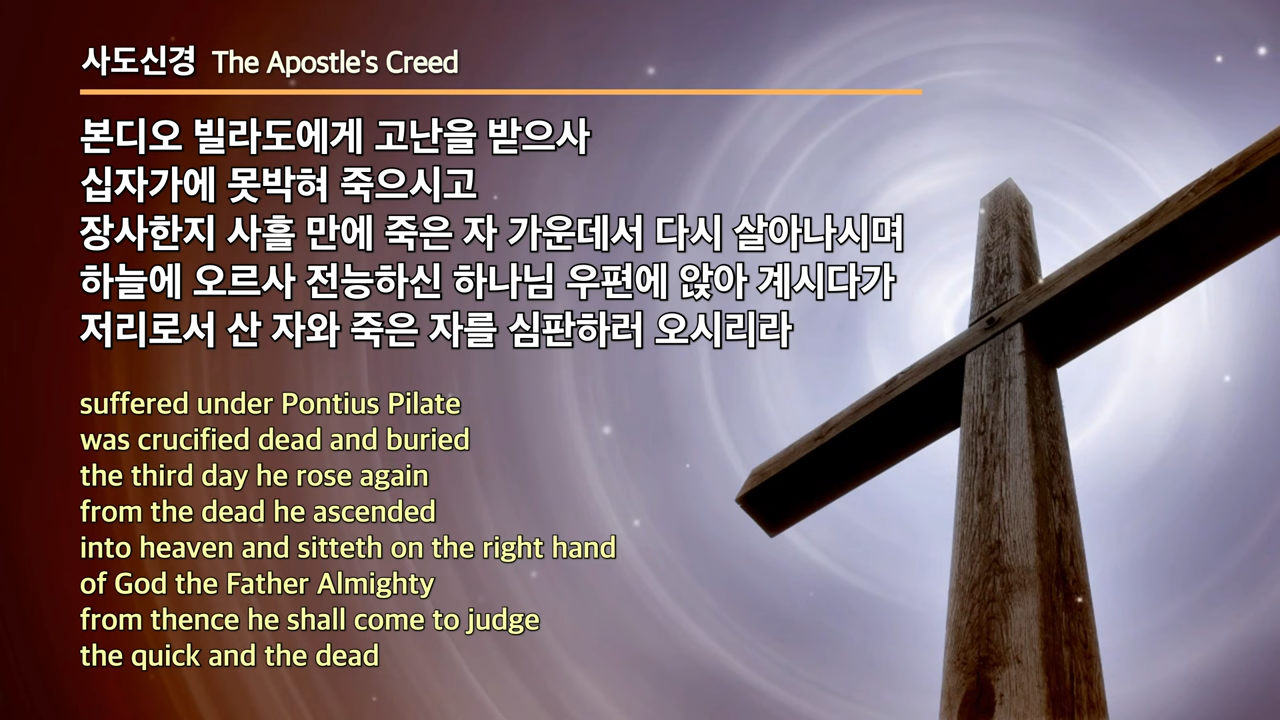 사도신경 The Apostle's Creed
본디오 빌라도에게 고난을 받으사
십자가에 못박혀 죽으시고
장사한지 사흘 만에 죽은 자 가운데서 다시 살아나시며
하늘에 오르사 전능하신 하나님 우편에 앉아 계시다가
저리로서 산 자와 죽은 자를 심판하러 오시리라
suffered under Pontius Pilate
was crucified dead and buried
the third day he rose again
from the dead he ascended
into heaven and sitteth on the right hand
of God the Father Almighty
from thence he shall come to judge
the quick and the dead